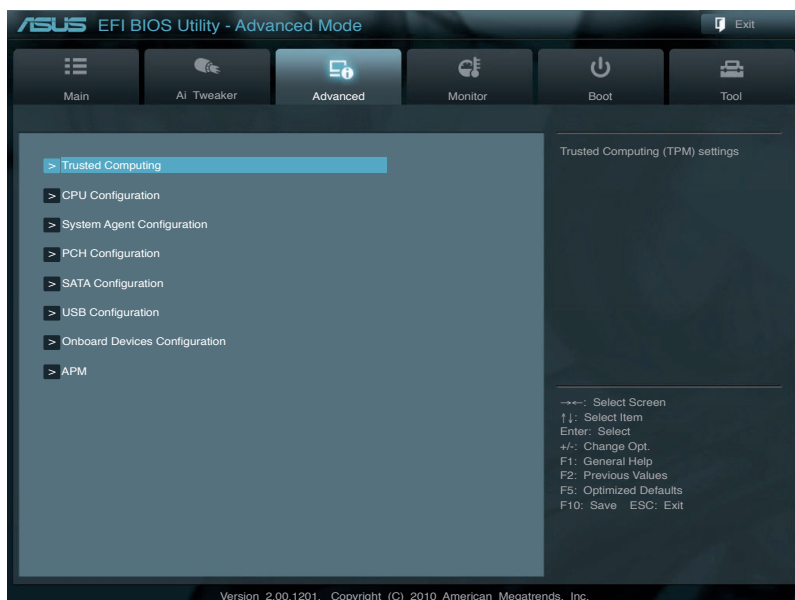 ASUS EFI BIOS Utility - Advanced Mode
Exit
Main
Ai Tweaker
Advanced
Monitor
Boot
Tool
> Trusted Computing
> CPU Configuration
> System Agent Configuration
> PCH Configuration
> SATA Configuration
> USB Configuration
> Onboard Devices Configuration
> APM
Trusted Computing (TPM) settings
→←: Select Screen
↑↓: Select Item
Enter: Select
+/-: Change Opt.
F1: General Help
F2: Previous Values
F5: Optimized Defaults
F10: Save ESC: Exit
Version 2.00.1201. Copyright (C) 2010 American Megatrends, Inc.